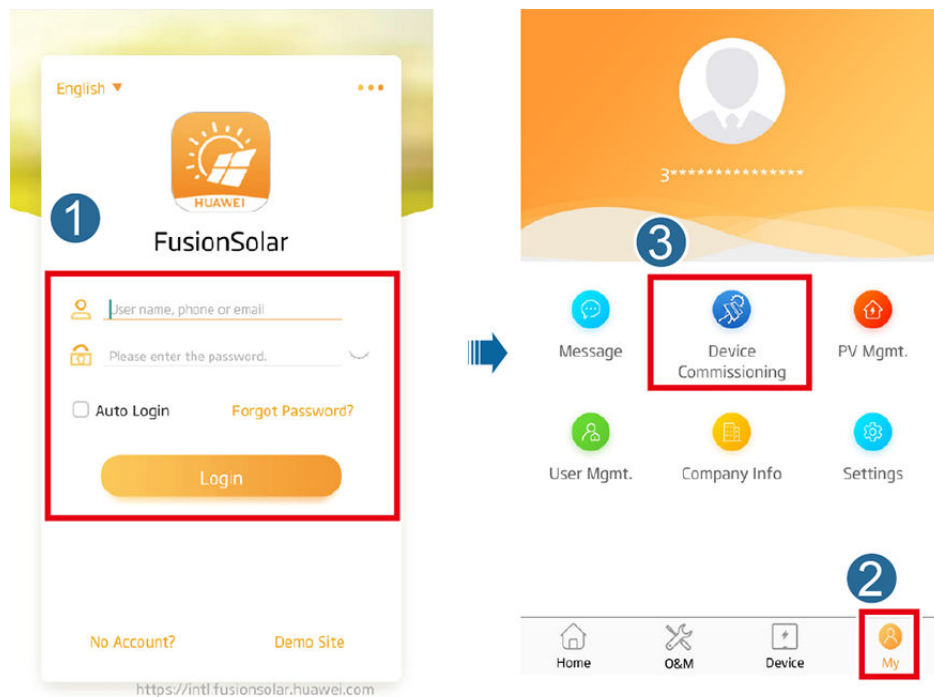 English ▼
HUAWEI
1
FusionSolar
User name, phone or email
Please enter the password.
Auto Login Forgot Password?
Login
No Account? Demo Site
https://intl.fusionsolar.huawei.com
3***************
3
Message
Device
Commissioning
PV Mgmt.
User Mgmt. Company Info Settings
2
Home O&M Device My